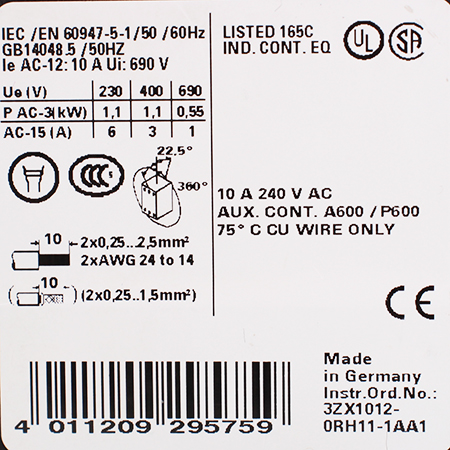 IEC /EN 60947-5-1/50 /60Hz
GB14048.5 /50HZ
Ie AC-12: 10 A Ui: 690 V
Ue (V) 230 400 690
P AC-3(kW) 1,1 1,1 0,55
AC-15 (A) 6 3 1
CCC
22,5°
360°
10 2x0,25...2,5mm²
2xAWG 24 to 14
10 (2x0,25...1,5mm²)
LISTED 165C
IND. CONT. EQ
UL SA
10 A 240 V AC
AUX. CONT. A600 / P600
75° C CU WIRE ONLY
CE
4 011209 295759
Made
in Germany
Instr.Ord.No.:
3ZX1012-
0RH11-1AA1